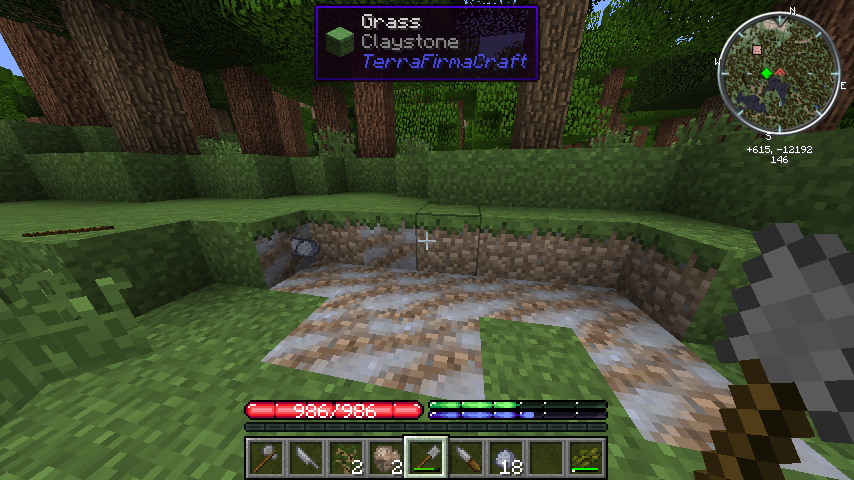 Grass
Claystone
TerraFirmaCraft
N
W
E
S
+615, -12192
146
986/986
2
2
18